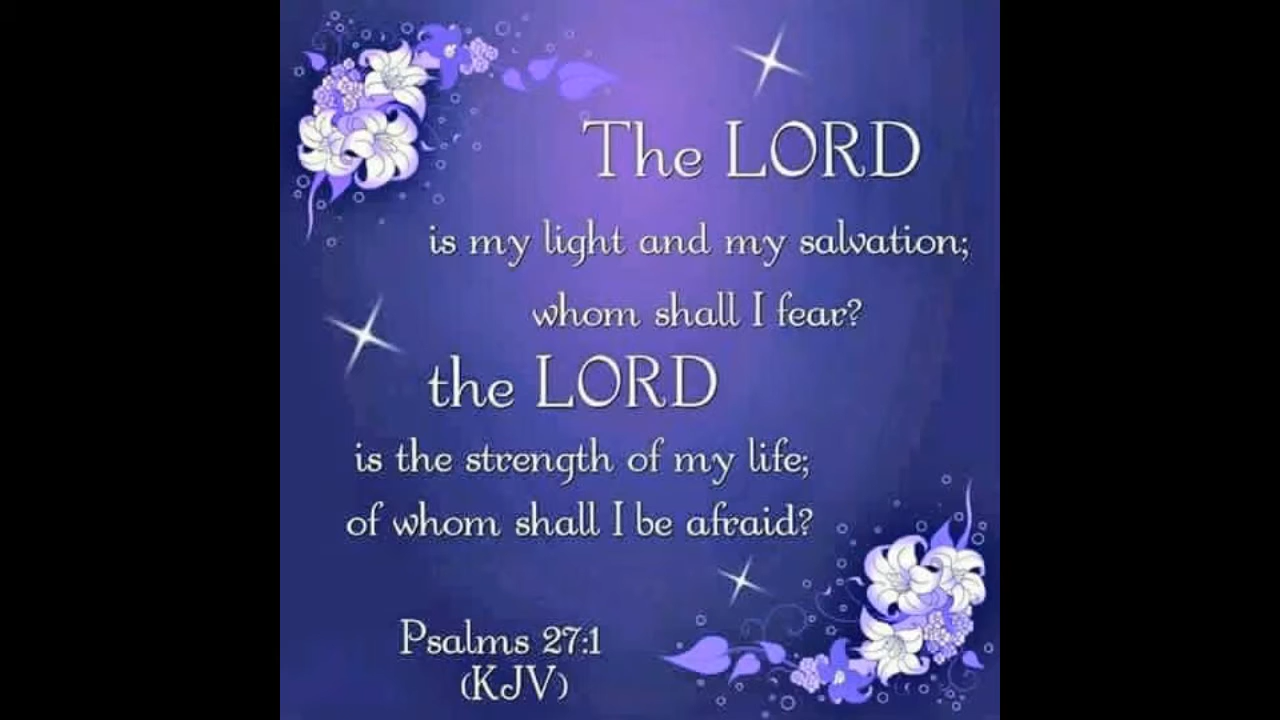 The LORD
is my light and my salvation;
whom shall I fear?
the LORD
is the strength of my life;
of whom shall I be afraid?
Psalms 27:1
(KJV)